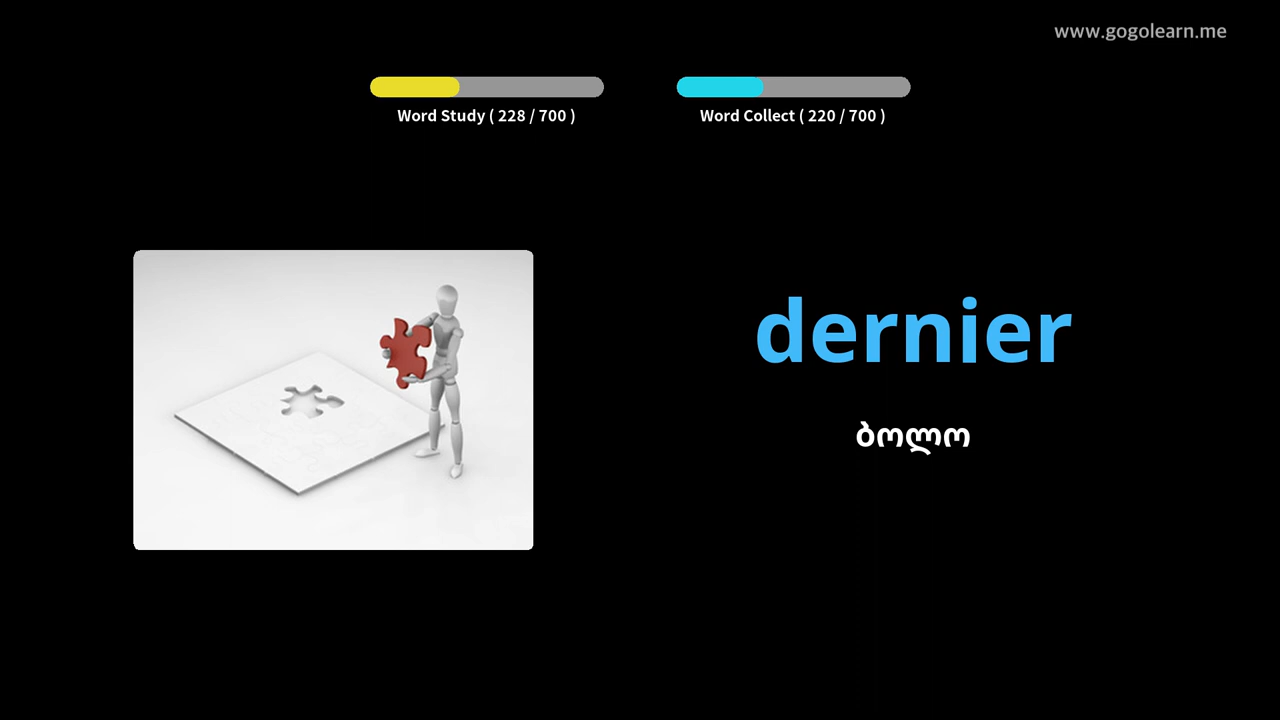 www.gogolearn.me
Word Study ( 228 / 700 )
Word Collect ( 220 / 700 )
dernier
ბოლო